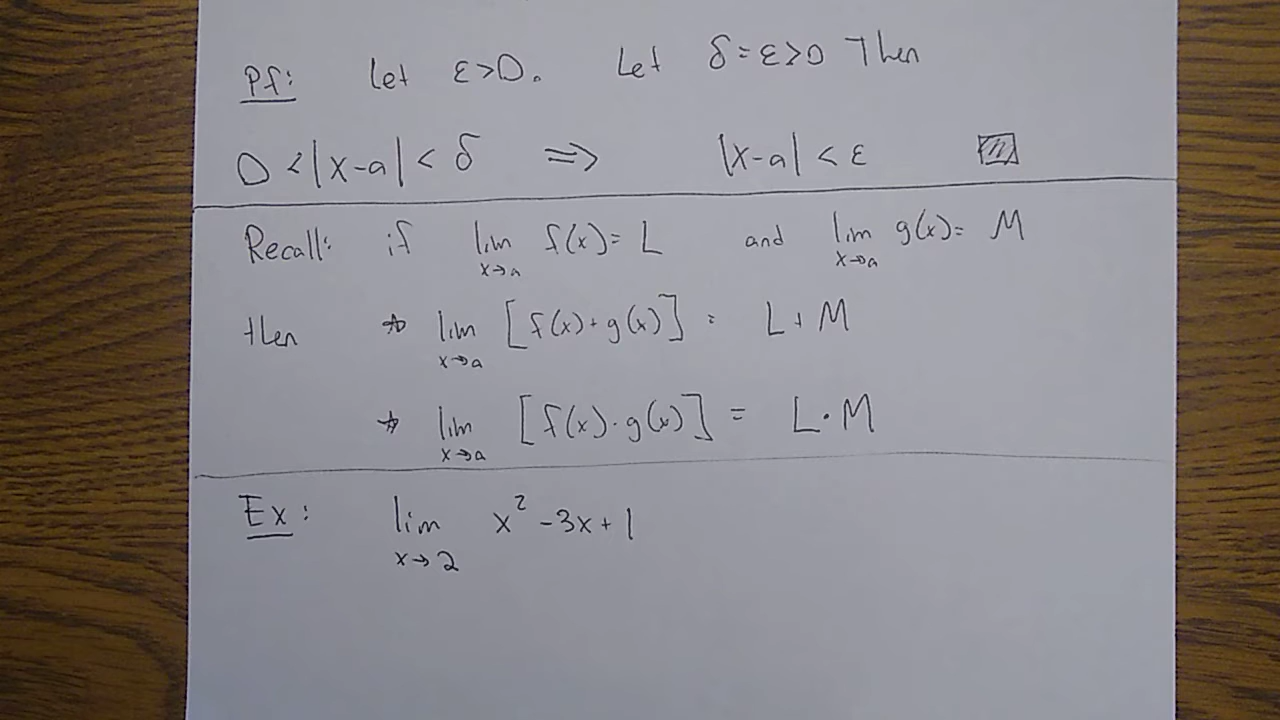 Pf: Let ε>0. Let δ=ε>0 Then
0<|x-a|<δ ⇒ |x-a|<ε
Recall: if lim f(x)= L and lim g(x)= M
x→a x→a
then * lim [f(x)+g(x)] = L+M
x→a
* lim [f(x)·g(x)] = L·M
x→a
Ex: lim x²-3x+1
x→2